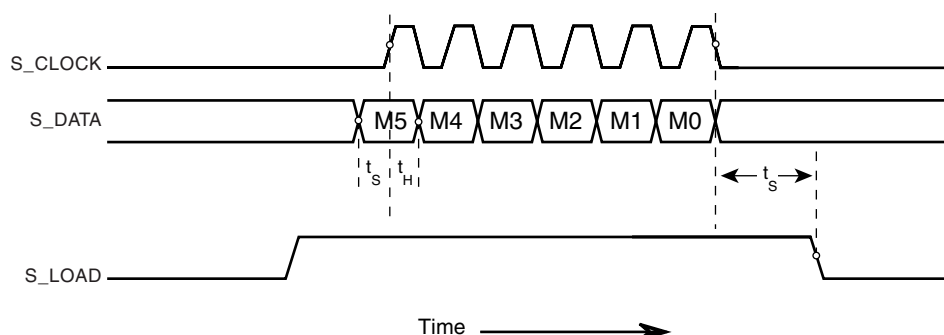 S_CLOCK
S_DATA
M5 M4 M3 M2 M1 M0
tS tH
tS
S_LOAD
Time